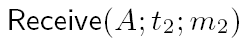 Receive(A; t₂; m₂)